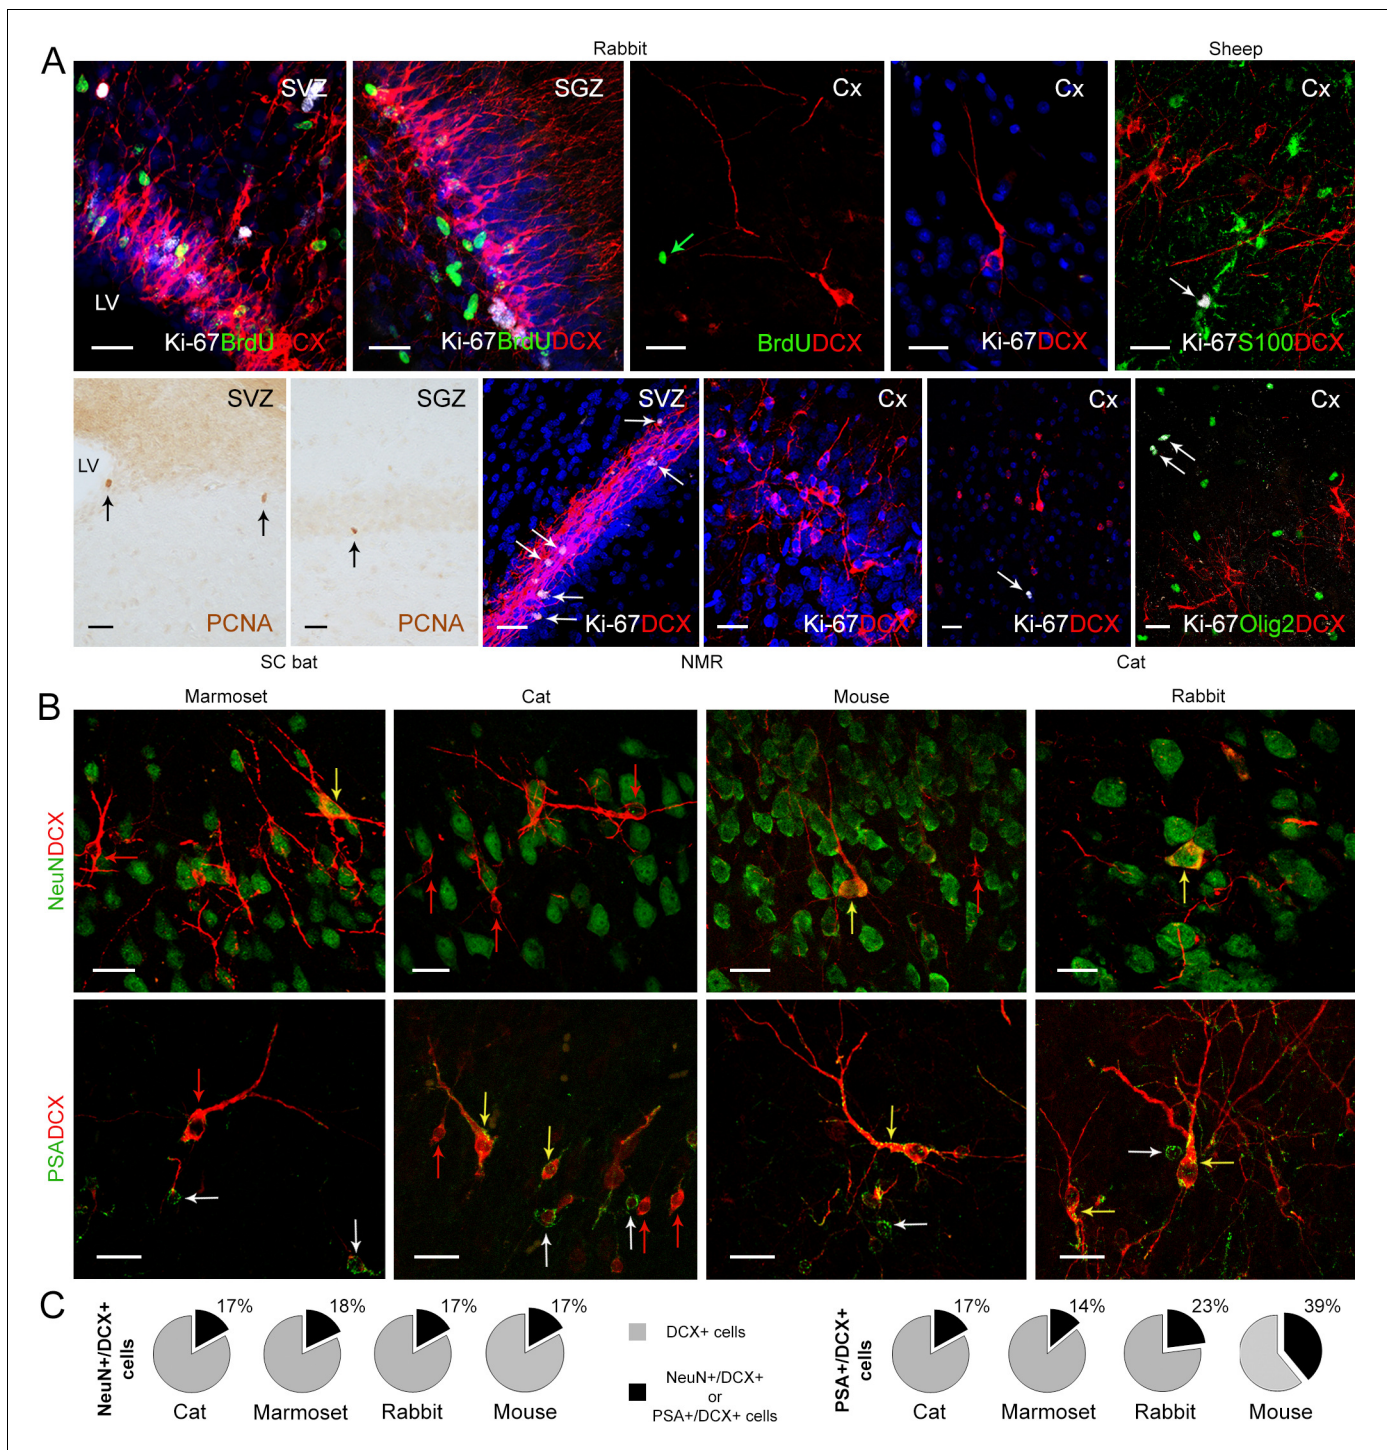 A
Rabbit
Sheep
SVZ
LV
Ki-67BrdUDCX
SGZ
Ki-67BrdUDCX
Cx
BrdUDCX
Cx
Ki-67DCX
Cx
Ki-67S100DCX
SVZ
LV
PCNA
SGZ
PCNA
SVZ
Ki-67DCX
Cx
Ki-67DCX
Cx
Ki-67DCX
Cx
Ki-67Olig2DCX
SC bat
NMR
Cat
B
Marmoset
Cat
Mouse
Rabbit
NeuNDCX
PSADCX
C
NeuN+/DCX+
cells
17%
Cat
18%
Marmoset
17%
Rabbit
17%
Mouse
DCX+ cells
NeuN+/DCX+
or
PSA+/DCX+ cells
PSA+/DCX+
cells
17%
Cat
14%
Marmoset
23%
Rabbit
39%
Mouse